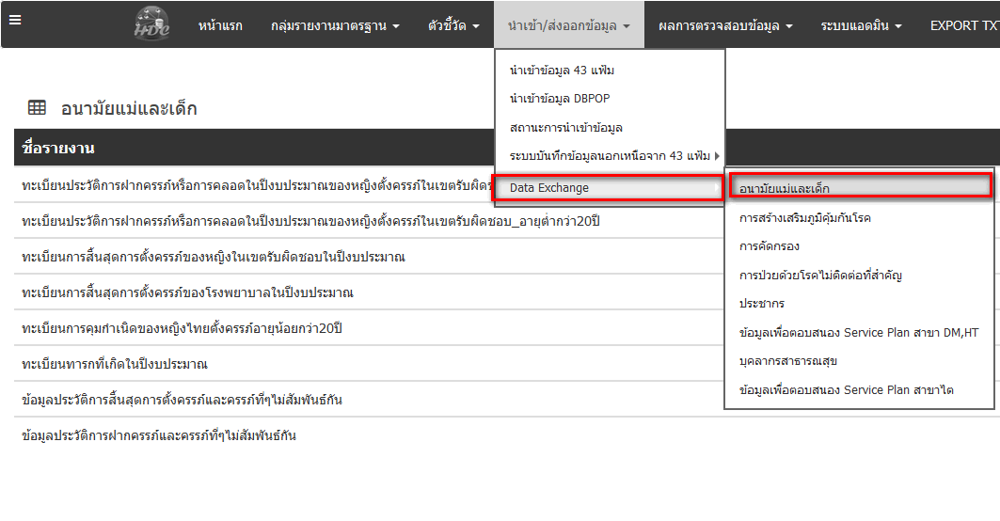 HDC
หน้าแรก กลุ่มรายงานมาตรฐาน ตัวชี้วัด นำเข้า/ส่งออกข้อมูล ผลการตรวจสอบข้อมูล ระบบแอดมิน EXPORT TXT
นำเข้าข้อมูล 43 แฟ้ม
นำเข้าข้อมูล DBPOP
สถานะการนำเข้าข้อมูล
ระบบบันทึกข้อมูลนอกเหนือจาก 43 แฟ้ม
Data Exchange
อนามัยแม่และเด็ก
การสร้างเสริมภูมิคุ้มกันโรค
การคัดกรอง
การป่วยด้วยโรคไม่ติดต่อที่สำคัญ
ประชากร
ข้อมูลเพื่อตอบสนอง Service Plan สาขา DM,HT
บุคลากรสาธารณสุข
ข้อมูลเพื่อตอบสนอง Service Plan สาขาไต
อนามัยแม่และเด็ก
ชื่อรายงาน
ทะเบียนประวัติการฝากครรภ์หรือการคลอดในปีงบประมาณของหญิงตั้งครรภ์ในเขตรับผิดช
ทะเบียนประวัติการฝากครรภ์หรือการคลอดในปีงบประมาณของหญิงตั้งครรภ์ในเขตรับผิดชอบ_อายุต่ำกว่า20ปี
ทะเบียนการสิ้นสุดการตั้งครรภ์ของหญิงในเขตรับผิดชอบในปีงบประมาณ
ทะเบียนการสิ้นสุดการตั้งครรภ์ของโรงพยาบาลในปีงบประมาณ
ทะเบียนการคุมกำเนิดของหญิงไทยตั้งครรภ์อายุน้อยกว่า20ปี
ทะเบียนทารกที่เกิดในปีงบประมาณ
ข้อมูลประวัติการสิ้นสุดการตั้งครรภ์และครรภ์ที่ๆไม่สัมพันธ์กัน
ข้อมูลประวัติการฝากครรภ์และครรภ์ที่ๆไม่สัมพันธ์กัน